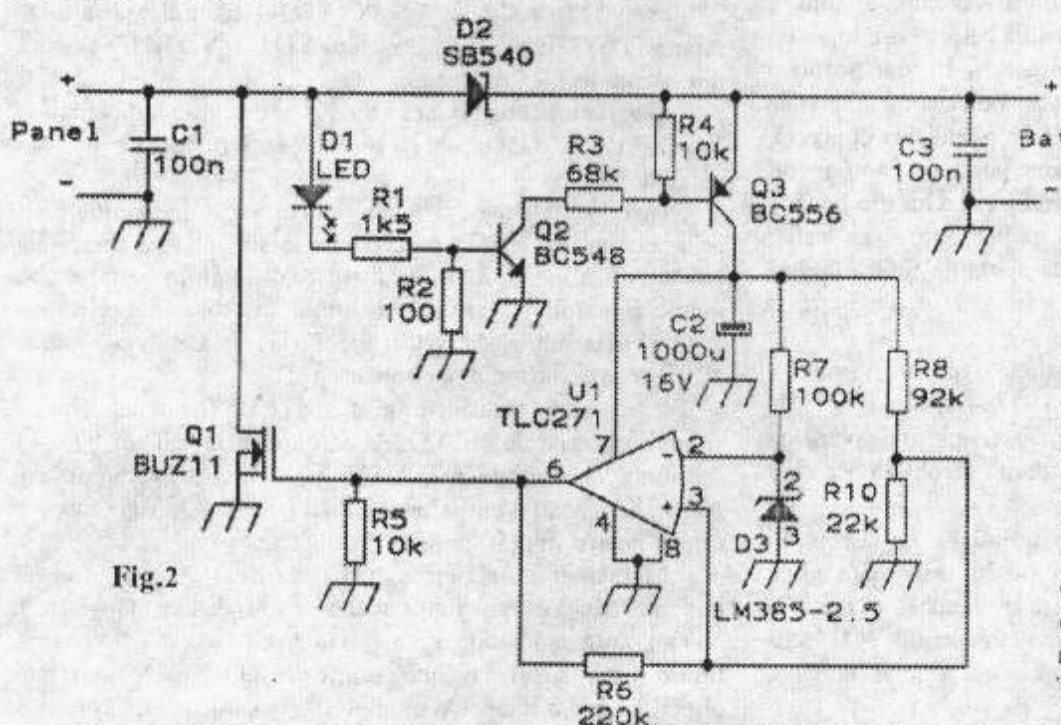 D2
SB540
+
+
Panel
C1
100n
-
D1
LED
R1
1k5
R2
100
R3
68k
Q2
BC548
R4
10k
Q3
BC556
C3
100n
Ba
-
C2
1000u
16V
R7
100k
R8
92k
U1
TLC271
7
2
-
6
+
3
4
8
Q1
BUZ11
R5
10k
2
3
D3
LM385-2.5
R10
22k
Fig.2
R6
220k